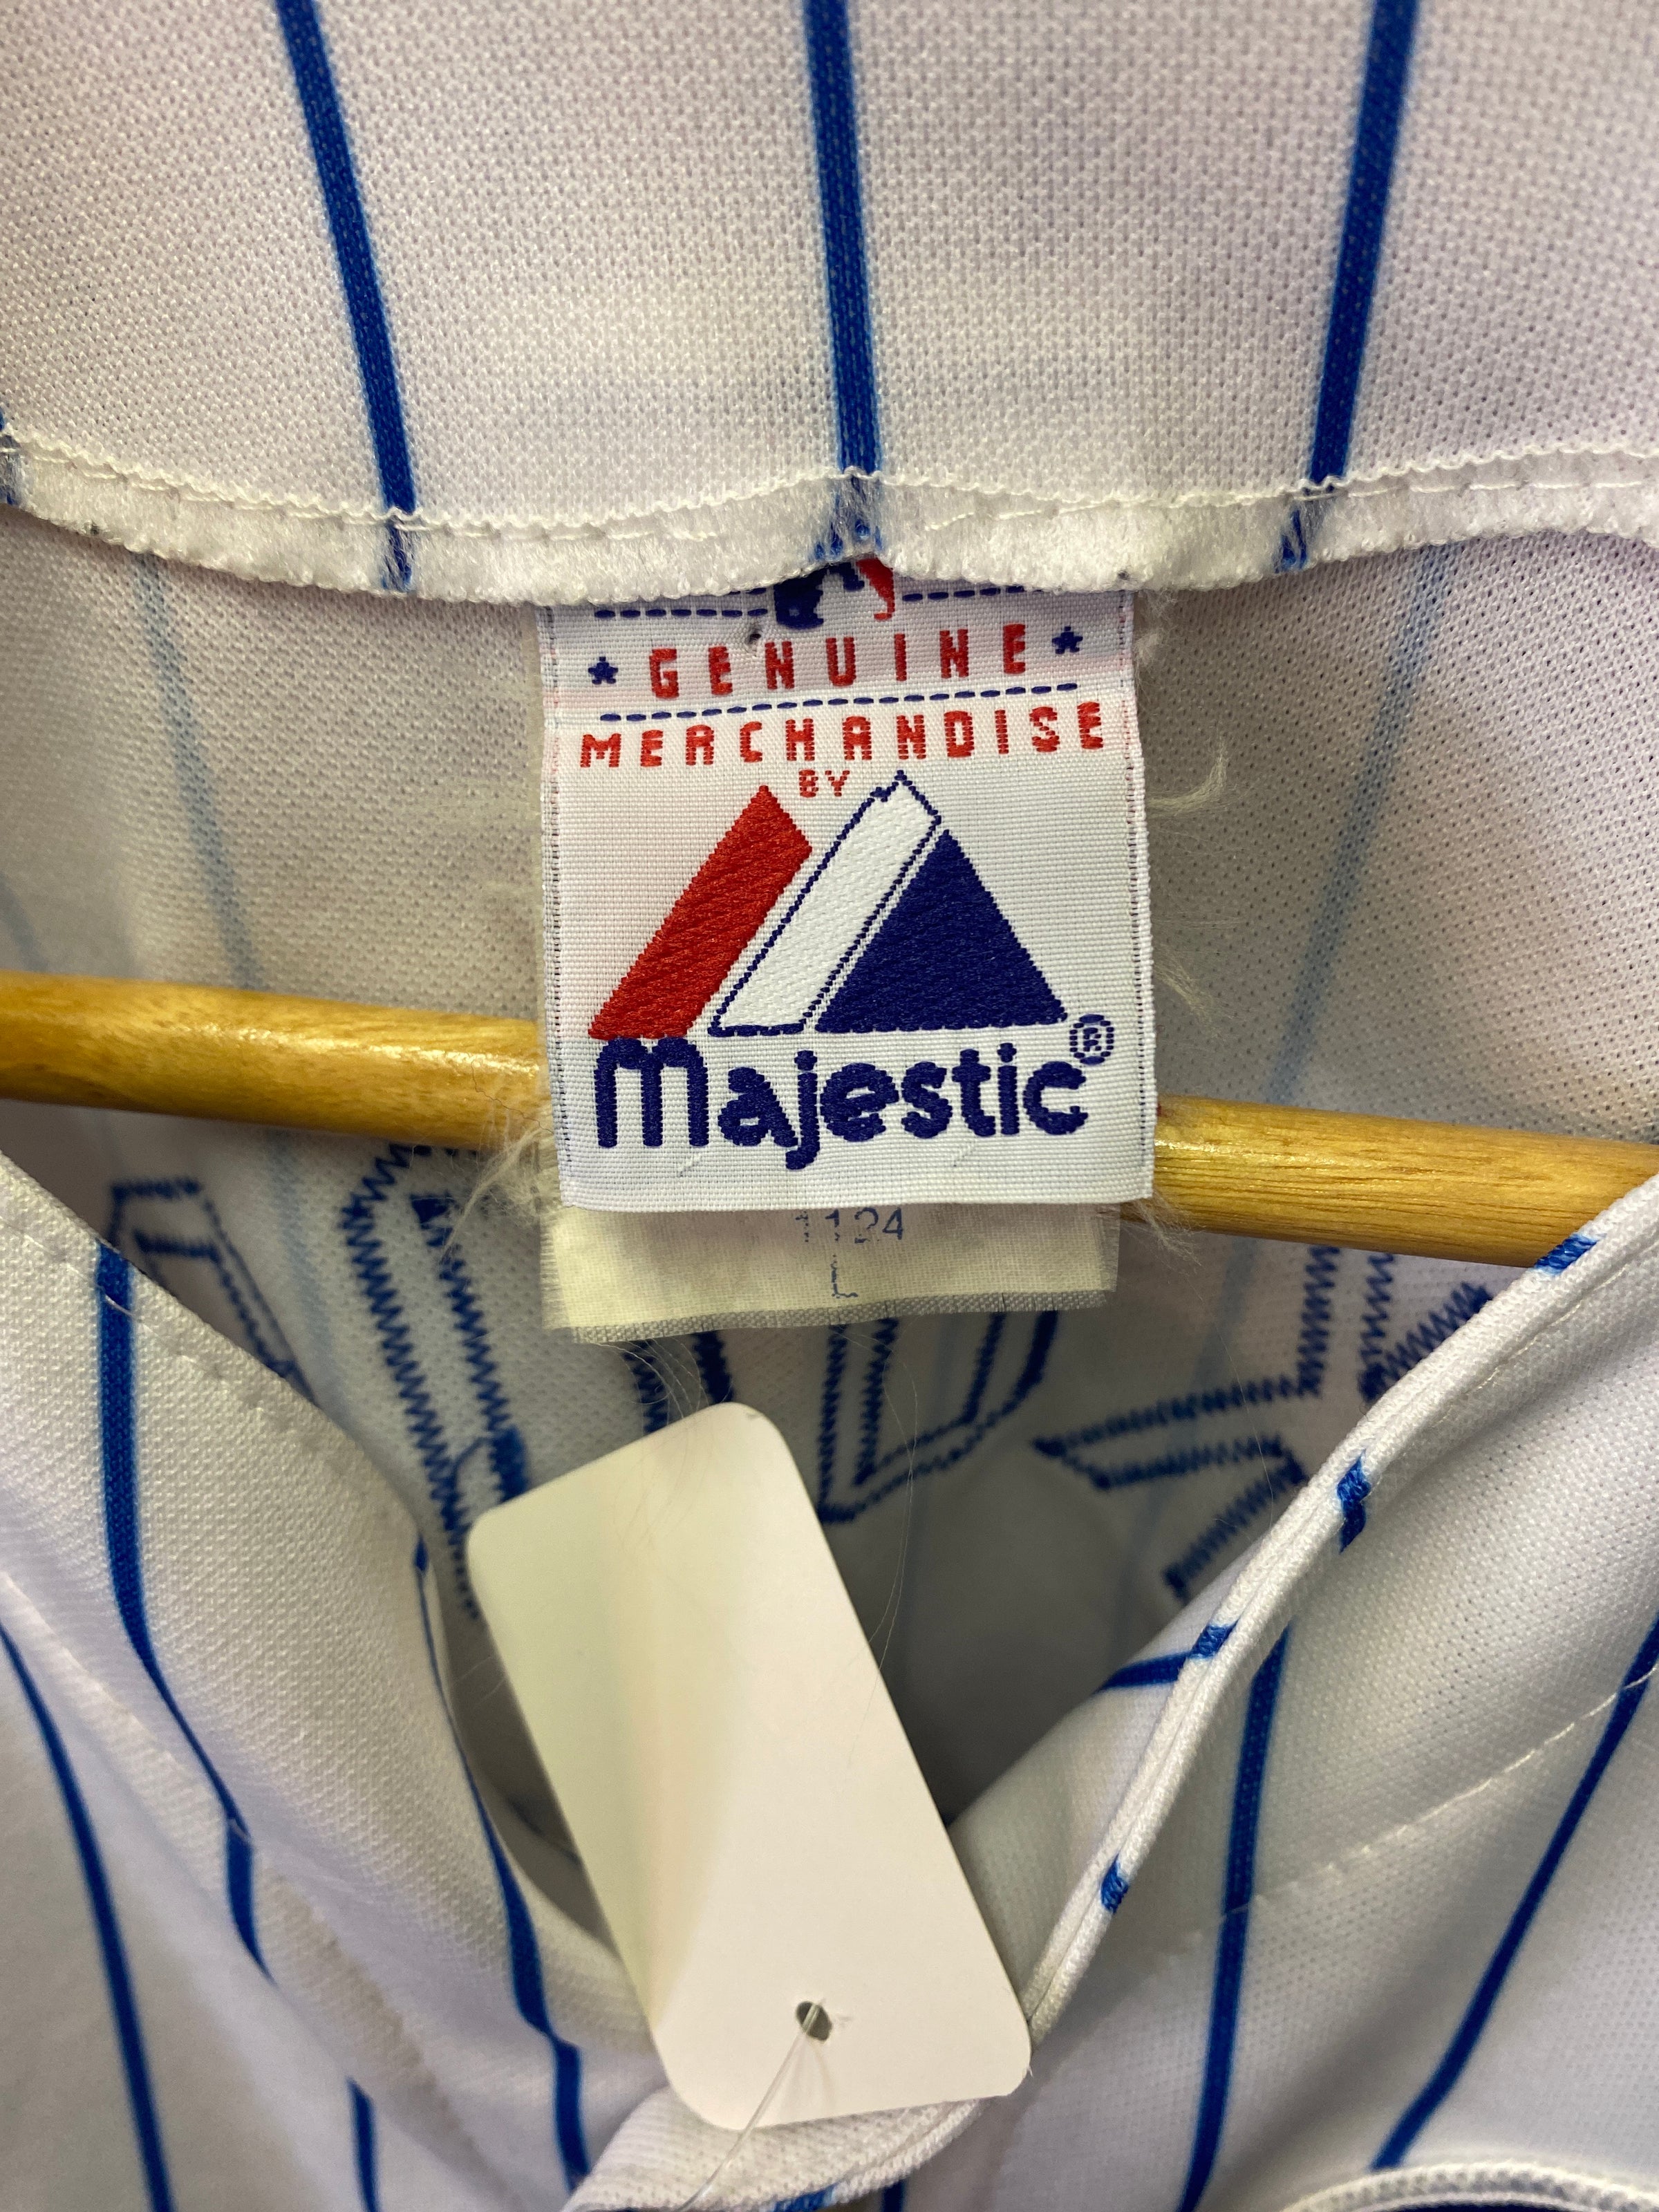 GENUINE
MERCHANDISE
BY
Majestic®
1124
L